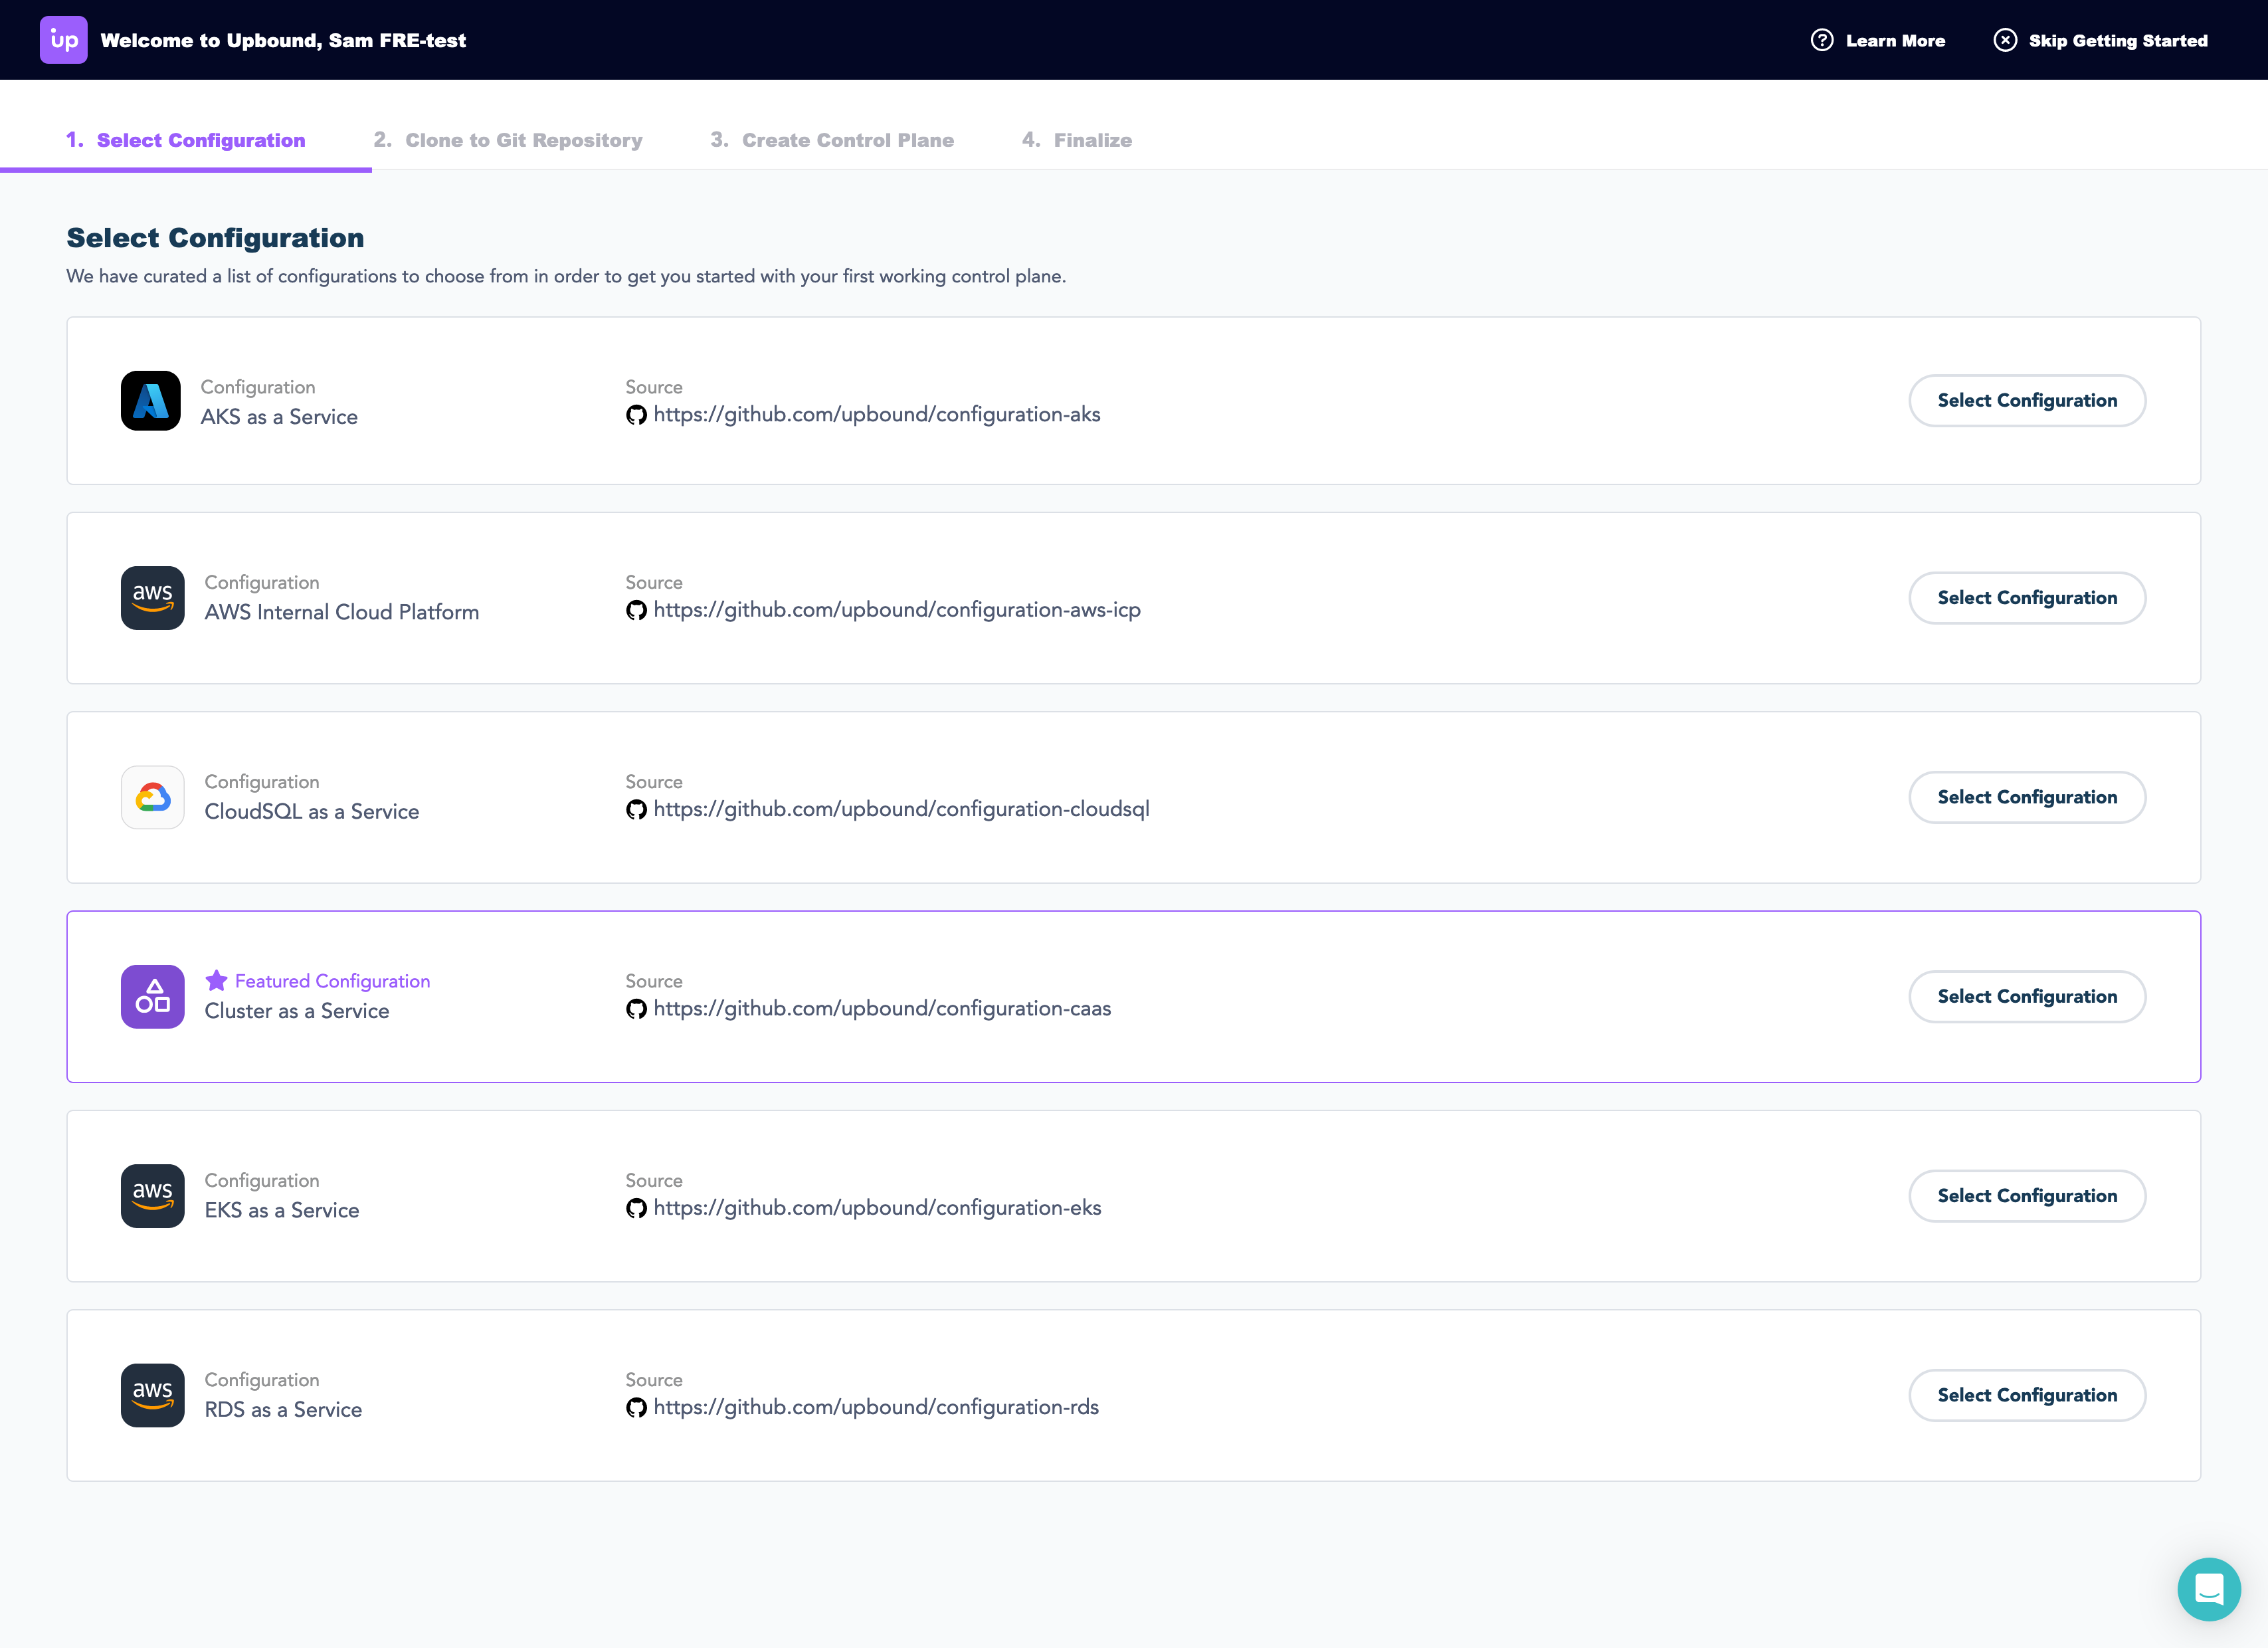 up Welcome to Upbound, Sam FRE-test Learn More Skip Getting Started
1. Select Configuration 2. Clone to Git Repository 3. Create Control Plane 4. Finalize
Select Configuration
We have curated a list of configurations to choose from in order to get you started with your first working control plane.
Configuration
AKS as a Service
Source
https://github.com/upbound/configuration-aks
Select Configuration
aws
Configuration
AWS Internal Cloud Platform
Source
https://github.com/upbound/configuration-aws-icp
Select Configuration
Configuration
CloudSQL as a Service
Source
https://github.com/upbound/configuration-cloudsql
Select Configuration
Featured Configuration
Cluster as a Service
Source
https://github.com/upbound/configuration-caas
Select Configuration
aws
Configuration
EKS as a Service
Source
https://github.com/upbound/configuration-eks
Select Configuration
aws
Configuration
RDS as a Service
Source
https://github.com/upbound/configuration-rds
Select Configuration